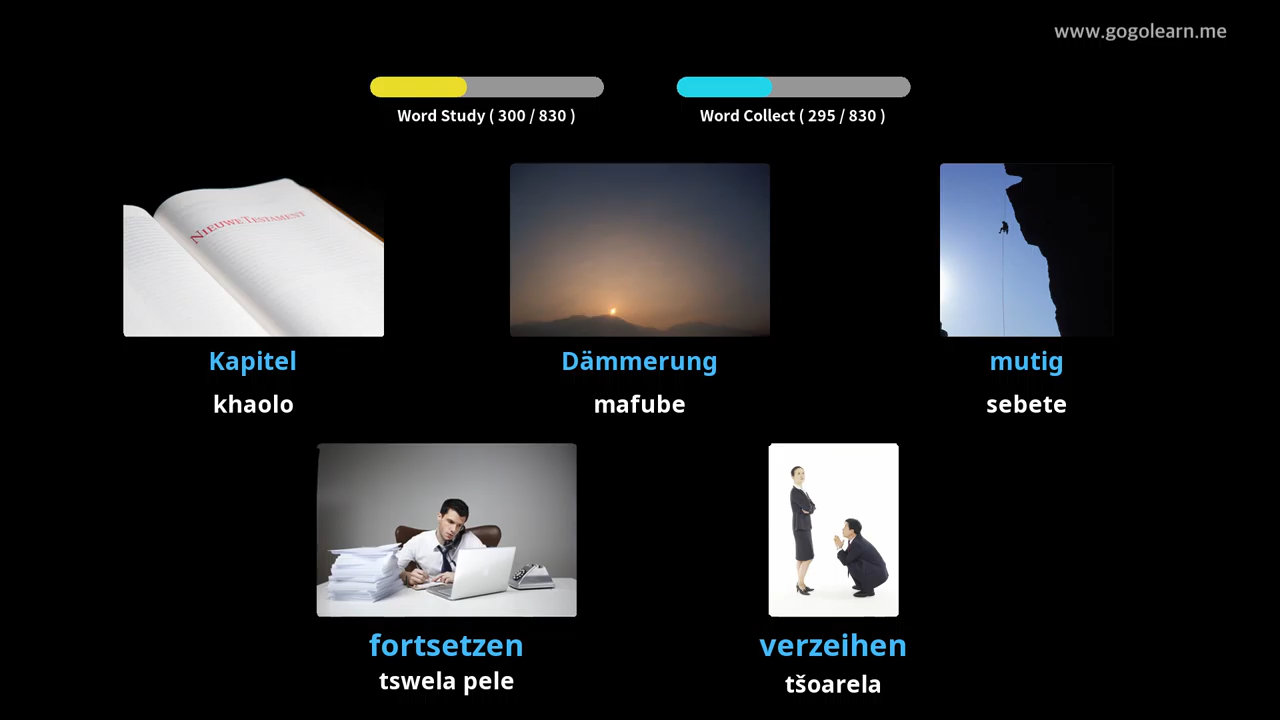 www.gogolearn.me
Word Study ( 300 / 830 )
Word Collect ( 295 / 830 )
NIEUWE TESTAMENT
Kapitel
Dämmerung
mutig
khaolo
mafube
sebete
fortsetzen
verzeihen
tswela pele
tšoarela